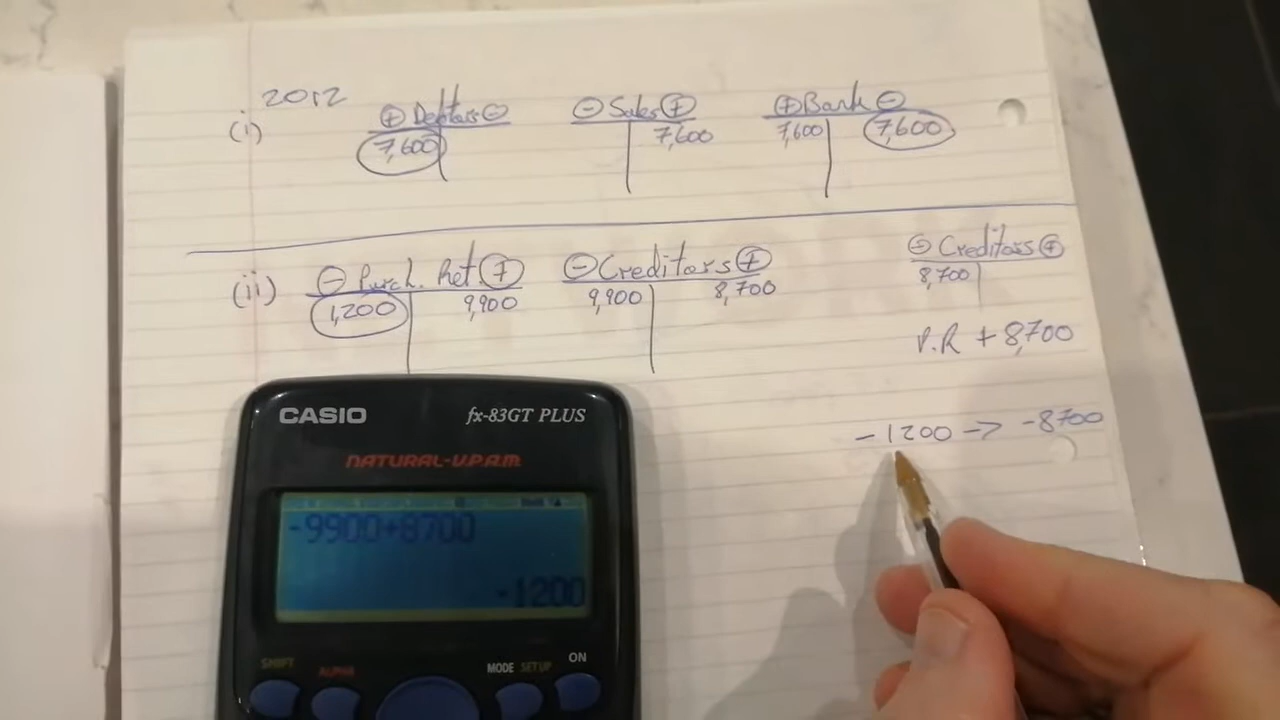 2012
(i)
+ Debtors -
7,600
- Sales +
7,600
+ Bank -
7,600 7,600
(ii)
- Purch. Ret. +
1,200 9,900
- Creditors +
9,900 8,700
- Creditors +
8,700
P.R + 8,700
-1200 -> -8700
CASIO fx-83GT PLUS
NATURAL-V.P.A.M.
-9900+8700
-1200
SHIFT ALPHA MODE SETUP ON